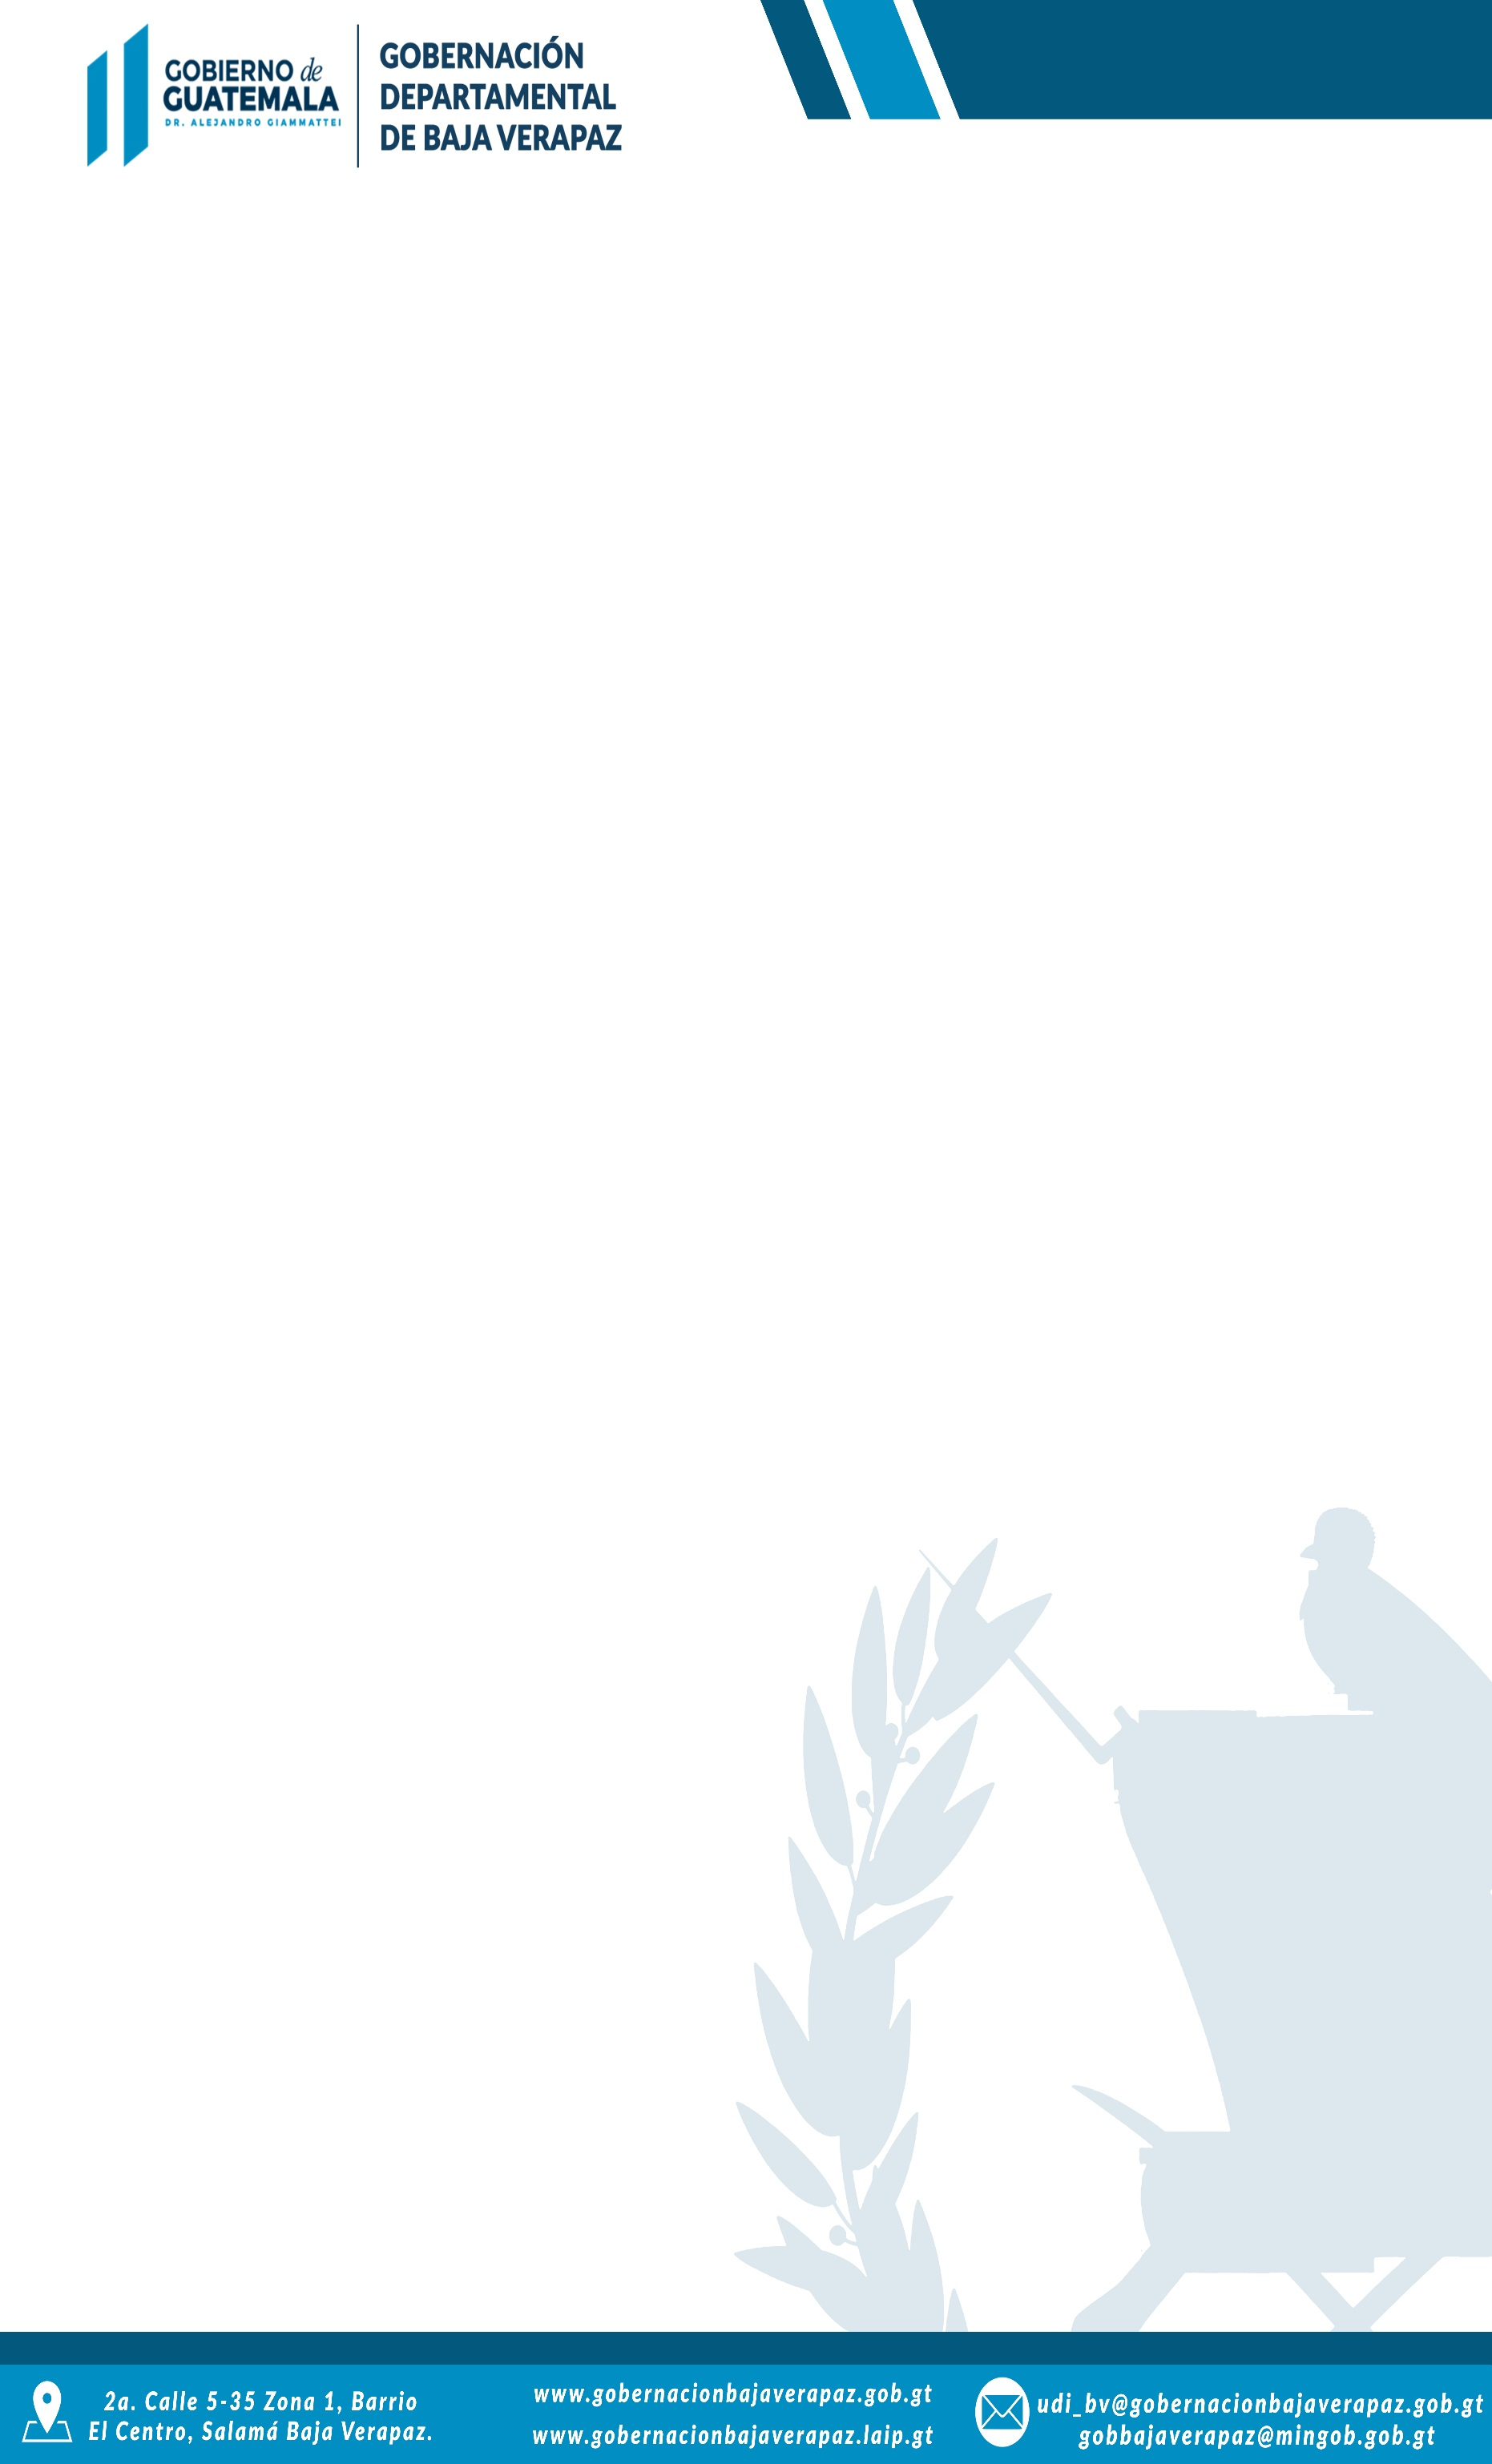 GOBIERNO de
GUATEMALA
DR. ALEJANDRO GIAMMATTEI
GOBERNACIÓN
DEPARTAMENTAL
DE BAJA VERAPAZ
2a. Calle 5-35 Zona 1, Barrio
El Centro, Salamá Baja Verapaz.
www.gobernacionbajaverapaz.gob.gt
www.gobernacionbajaverapaz.laip.gt
udi_bv@gobernacionbajaverapaz.gob.gt
gobbajaverapaz@mingob.gob.gt